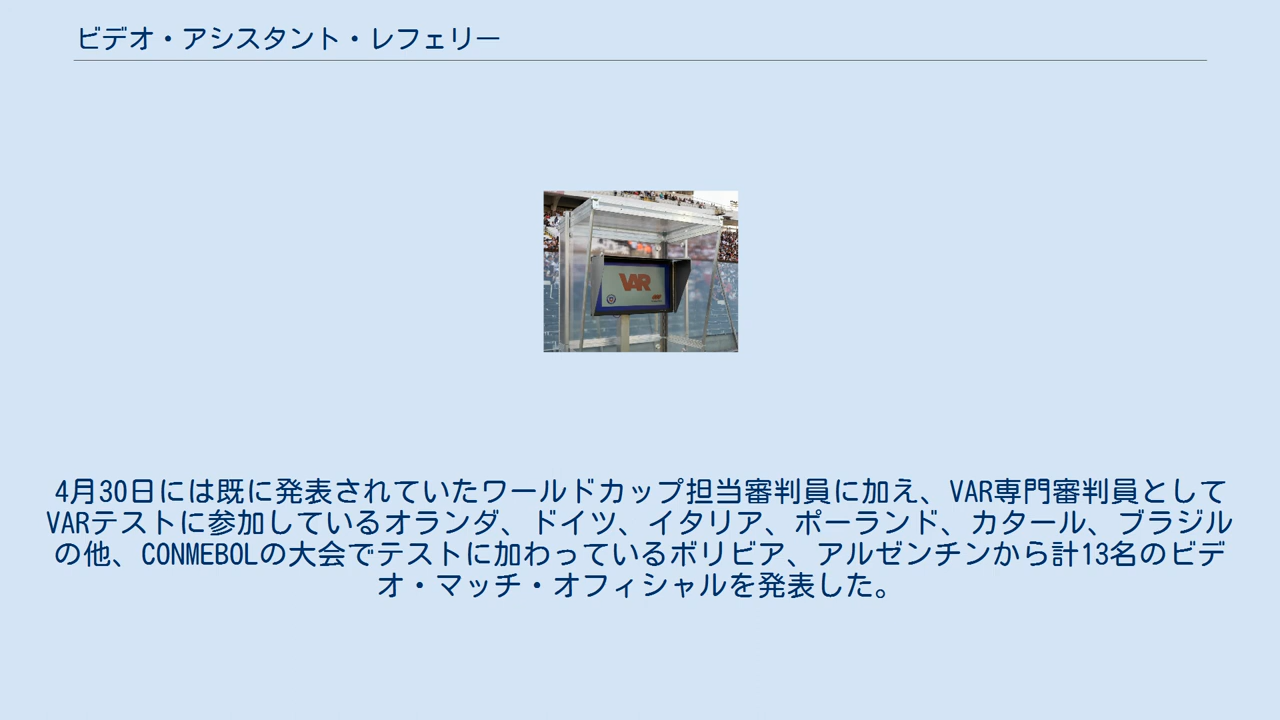 ビデオ・アシスタント・レフェリー
VAR
4月30日には既に発表されていたワールドカップ担当審判員に加え、VAR専門審判員として
VARテストに参加しているオランダ、ドイツ、イタリア、ポーランド、カタール、ブラジル
の他、CONMEBOLの大会でテストに加わっているボリビア、アルゼンチンから計13名のビデ
オ・マッチ・オフィシャルを発表した。